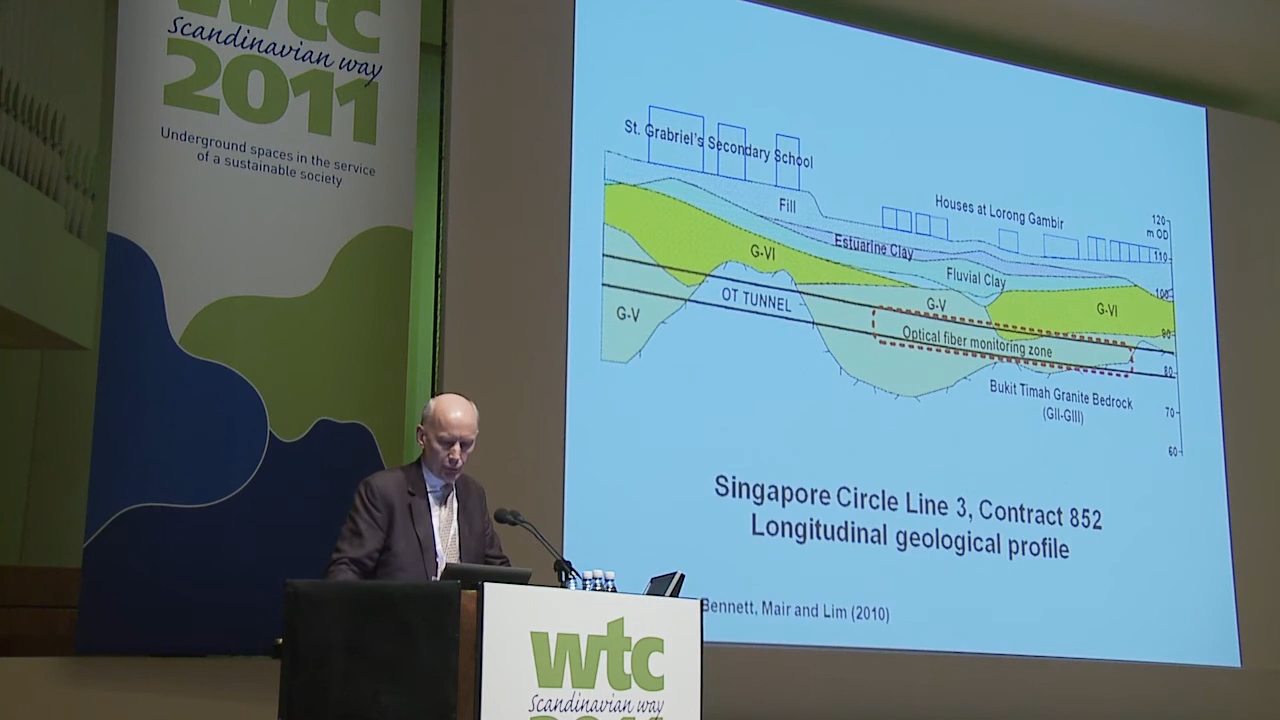 wtc
Scandinavian way
2011
Underground spaces in the service
of a sustainable society
St. Grabriel's Secondary School
Houses at Lorong Gambir
120
m OD
110
100
90
80
70
60
Fill
Estuarine Clay
G-VI
Fluvial Clay
OT TUNNEL
G-V
G-VI
G-V
Optical fiber monitoring zone
Bukit Timah Granite Bedrock
(GII-GIII)
Singapore Circle Line 3, Contract 852
Longitudinal geological profile
Bennett, Mair and Lim (2010)
wtc
Scandinavian way
2011